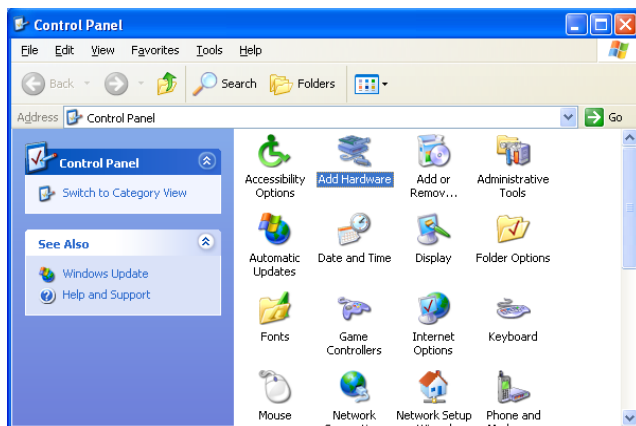 Control Panel
File Edit View Favorites Tools Help
Back Search Folders
Address Control Panel Go
Control Panel
Switch to Category View
See Also
Windows Update
Help and Support
Accessibility Options
Add Hardware
Add or Remov...
Administrative Tools
Automatic Updates
Date and Time
Display
Folder Options
Fonts
Game Controllers
Internet Options
Keyboard
Mouse
Network
Network Setup
Phone and